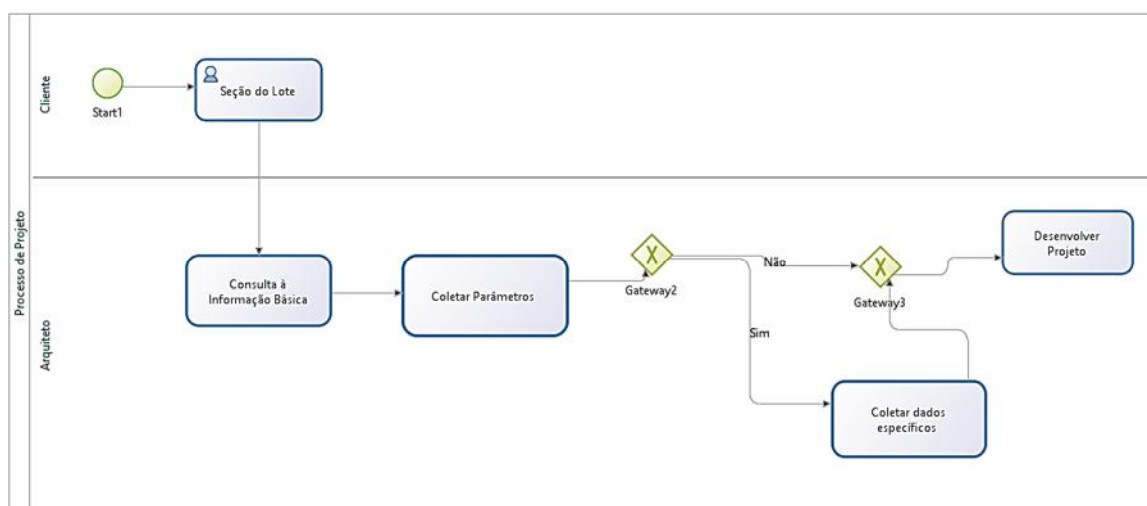 Processo de Projeto
Cliente
Start1
Seção do Lote
Arquiteto
Consulta à
Informação Básica
Coletar Parâmetros
Gateway2
Não
Sim
Gateway3
Coletar dados
específicos
Desenvolver
Projeto